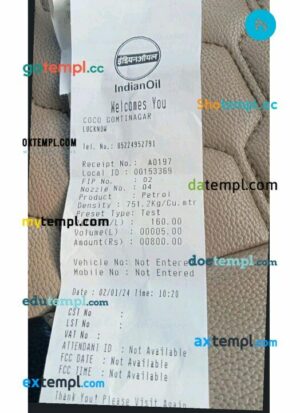 इंडियनऑयल
IndianOil
gotempl.cc
Welcomes You
COCO GOMTINAGAR
LUCKNOW
OXTEMPL.COM
Tel. No.: 05224952791
Receipt No.: A0197
Local ID : 00153369
FIP No. : 02
Nozzle No. : 04
datempl.com
Product : Petrol
Density : 751.2Kg/Cu.mtr
Preset Type: Test
mytempl.com
/L) : 160.00
Volume(L) : 00005.00
Amount(Rs) : 00800.00
Vehicle No: Not Entered
doctempl.com
Mobile No : Not Entered
Date : 02/01/24 Time: 10:20
edutempl.com
CST No :
LST No :
VAT No :
ATTENDANT ID : Not Available
FCC DATE : Not Available
FCC TIME : Not Available
extempl.com
axtempl.com
Thank You! Please Visit Again